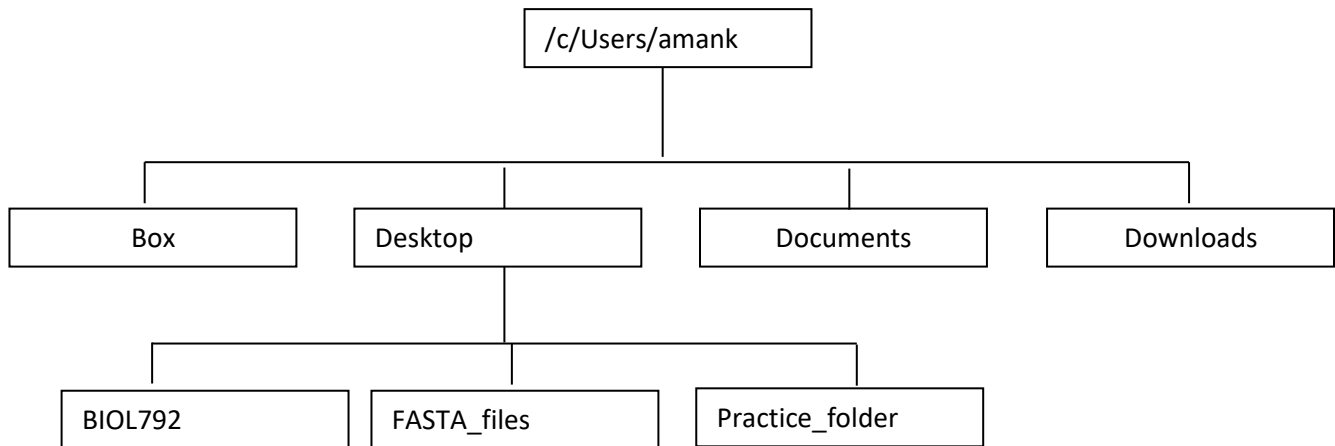 /c/Users/amank
Box
Desktop
Documents
Downloads
BIOL792
FASTA_files
Practice_folder